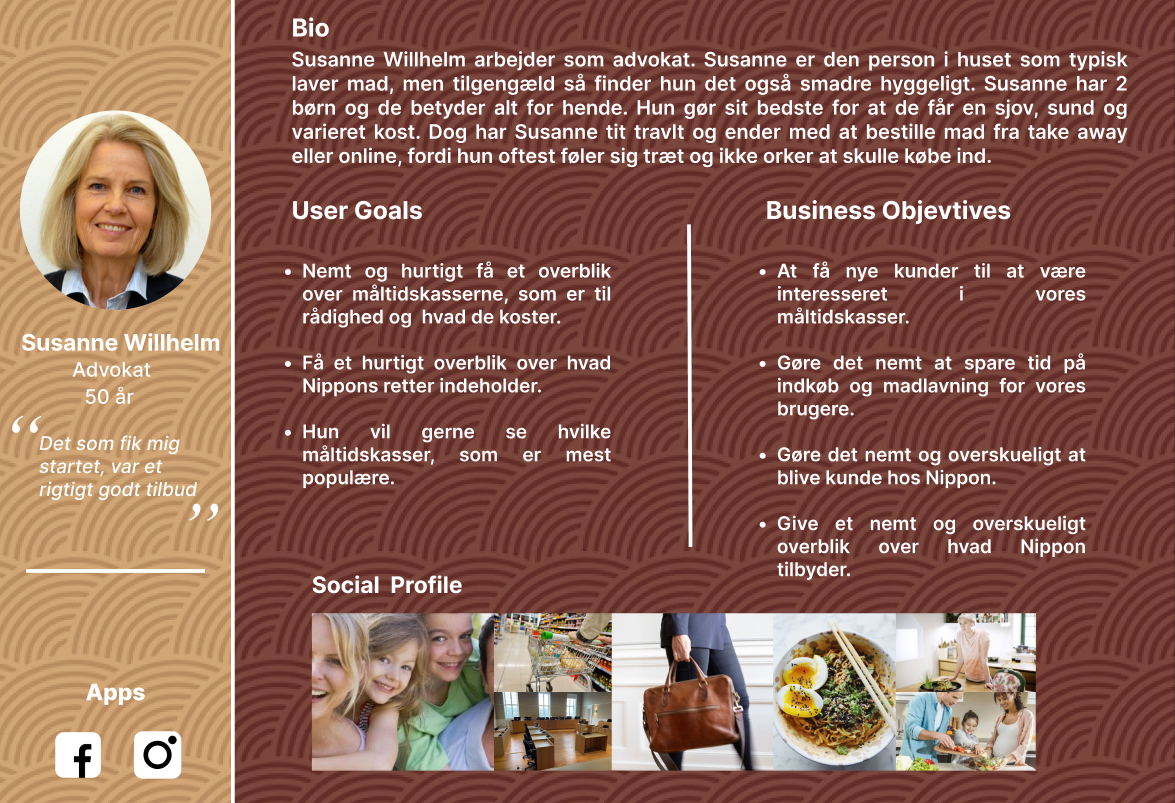 Bio
Susanne Willhelm arbejder som advokat. Susanne er den person i huset som typisk
laver mad, men tilgengæld så finder hun det også smadre hyggeligt. Susanne har 2
børn og de betyder alt for hende. Hun gør sit bedste for at de får en sjov, sund og
varieret kost. Dog har Susanne tit travlt og ender med at bestille mad fra take away
eller online, fordi hun oftest føler sig træt og ikke orker at skulle købe ind.
Susanne Willhelm
Advokat
50 år
“Det som fik mig
startet, var et
rigtigt godt tilbud
”
Apps
User Goals
• Nemt og hurtigt få et overblik
over måltidskasserne, som er til
rådighed og hvad de koster.
• Få et hurtigt overblik over hvad
Nippons retter indeholder.
• Hun vil gerne se hvilke
måltidskasser, som er mest
populære.
Business Objevtives
• At få nye kunder til at være
interesseret i vores
måltidskasser.
• Gøre det nemt at spare tid på
indkøb og madlavning for vores
brugere.
• Gøre det nemt og overskueligt at
blive kunde hos Nippon.
• Give et nemt og overskueligt
overblik over hvad Nippon
tilbyder.
Social Profile